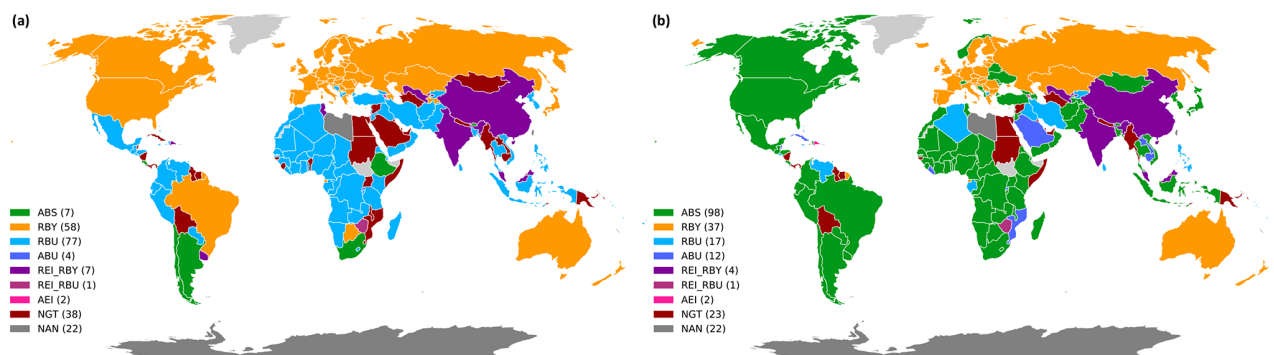 (a)
ABS (7)
RBY (58)
RBU (77)
ABU (4)
REI_RBY (7)
REI_RBU (1)
AEI (2)
NGT (38)
NAN (22)
(b)
ABS (98)
RBY (37)
RBU (17)
ABU (12)
REI_RBY (4)
REI_RBU (1)
AEI (2)
NGT (23)
NAN (22)